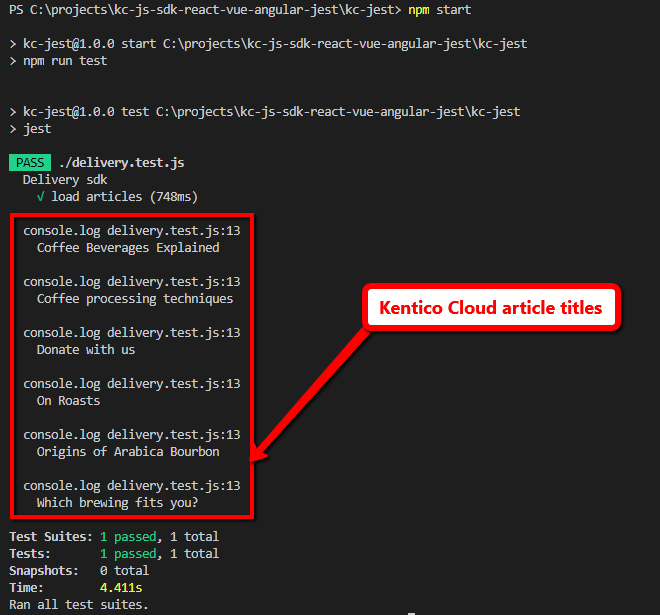 PS C:\projects\kc-js-sdk-react-vue-angular-jest\kc-jest> npm start
> kc-jest@1.0.0 start C:\projects\kc-js-sdk-react-vue-angular-jest\kc-jest
> npm run test
> kc-jest@1.0.0 test C:\projects\kc-js-sdk-react-vue-angular-jest\kc-jest
> jest
PASS ./delivery.test.js
Delivery sdk
√ load articles (748ms)
console.log delivery.test.js:13
Coffee Beverages Explained
console.log delivery.test.js:13
Coffee processing techniques
Kentico Cloud article titles
console.log delivery.test.js:13
Donate with us
console.log delivery.test.js:13
On Roasts
console.log delivery.test.js:13
Origins of Arabica Bourbon
console.log delivery.test.js:13
Which brewing fits you?
Test Suites: 1 passed, 1 total
Tests: 1 passed, 1 total
Snapshots: 0 total
Time: 4.411s
Ran all test suites.